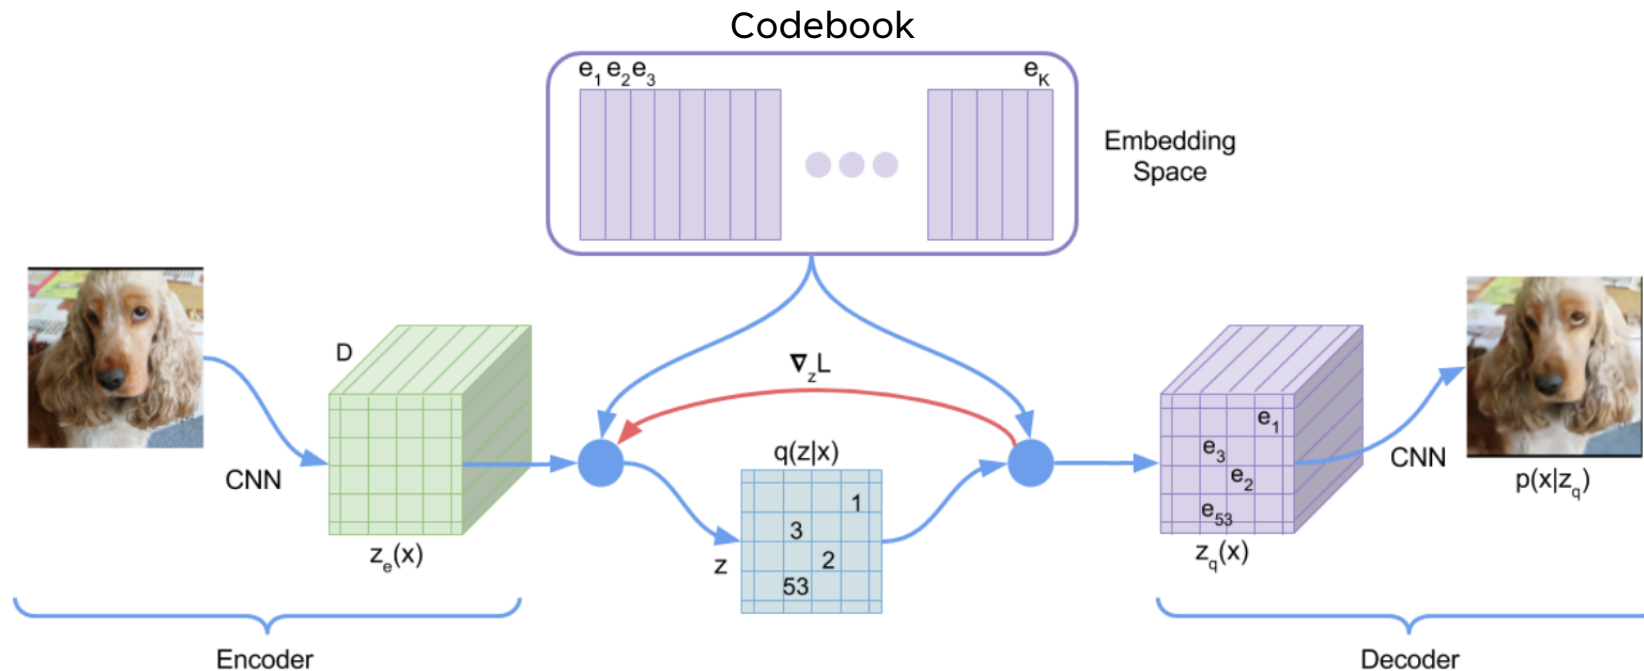 Codebook
e1 e2 e3
eK
Embedding
Space
D
∇zL
CNN
ze(x)
q(z|x)
1
3
2
53
z
e1
e3
e2
e53
zq(x)
CNN
p(x|zq)
Encoder
Decoder